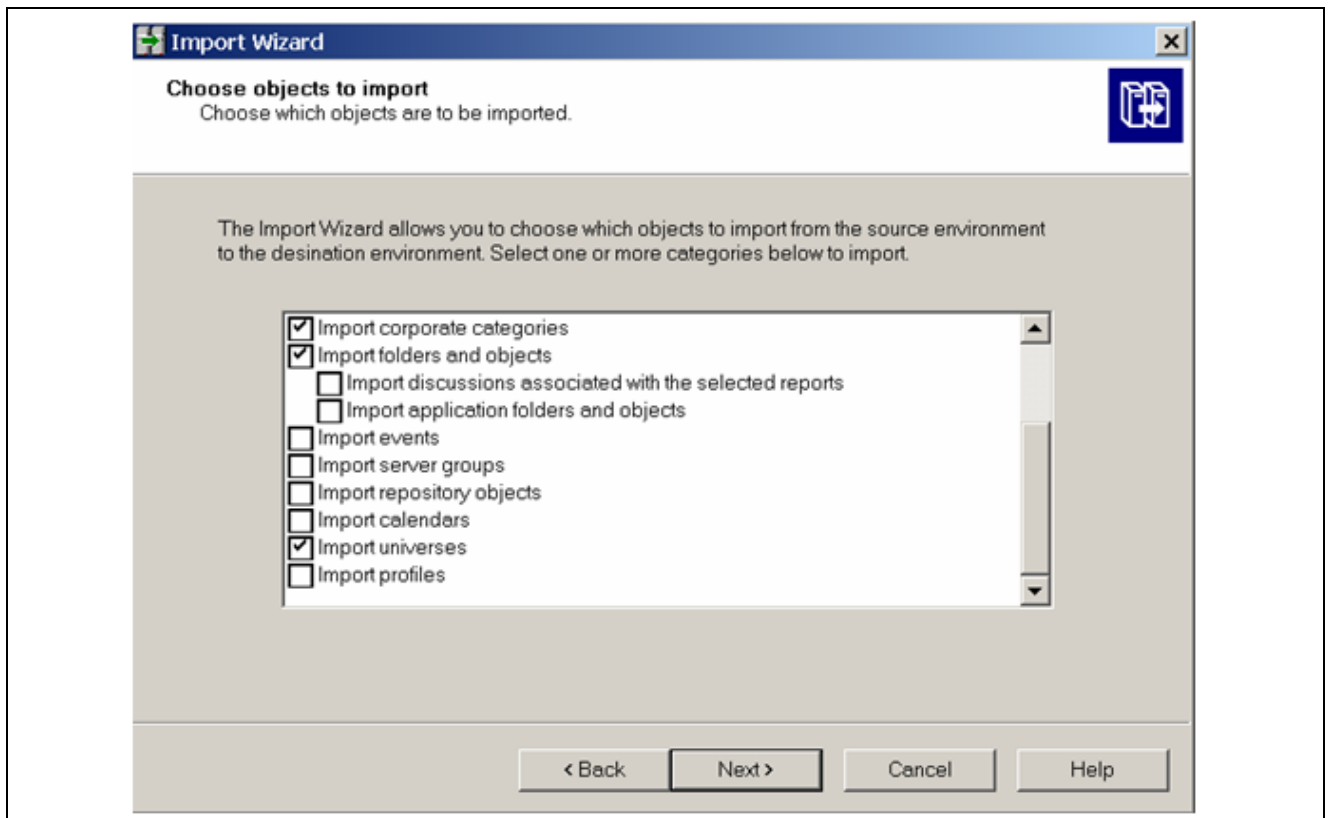 Import Wizard
Choose objects to import
Choose which objects are to be imported.
The Import Wizard allows you to choose which objects to import from the source environment
to the desination environment. Select one or more categories below to import.
Import corporate categories
Import folders and objects
Import discussions associated with the selected reports
Import application folders and objects
Import events
Import server groups
Import repository objects
Import calendars
Import universes
Import profiles
< Back Next > Cancel Help